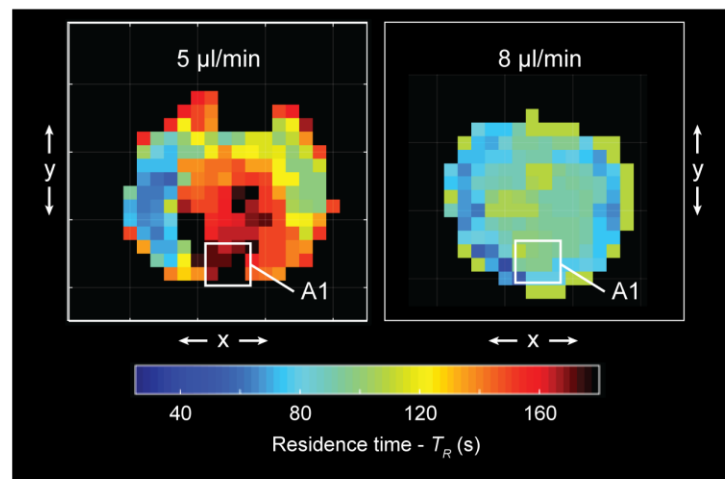 5 µl/min
8 µl/min
y
y
A1
A1
x
x
40 80 120 160
Residence time - TR (s)